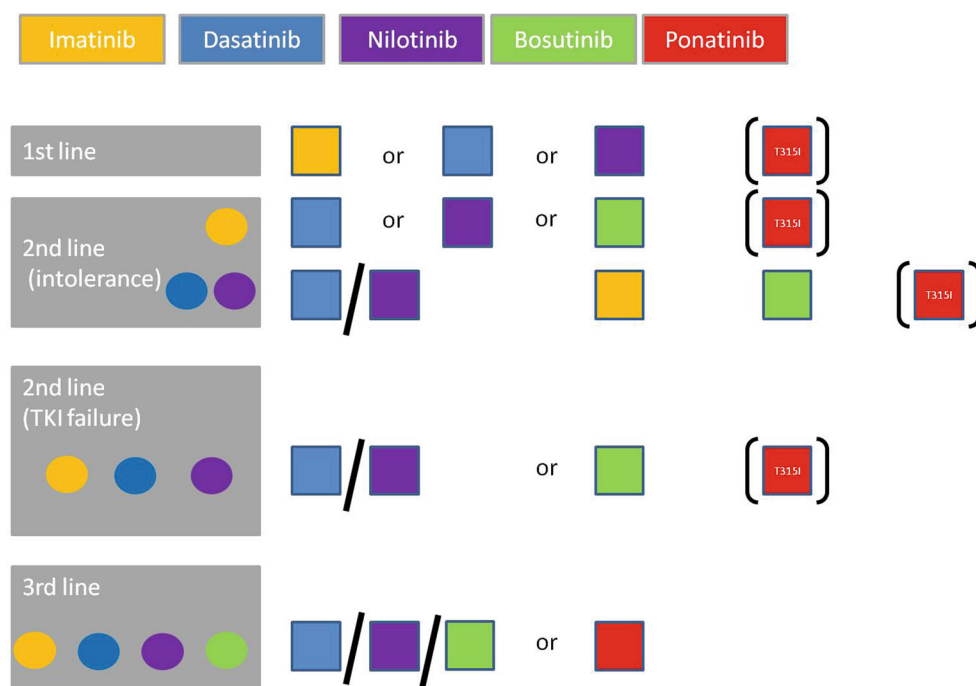 Imatinib Dasatinib Nilotinib Bosutinib Ponatinib
1st line or or T315I
2nd line
(intolerance)
or or T315I
T315I
2nd line
(TKI failure)
or T315I
3rd line
or